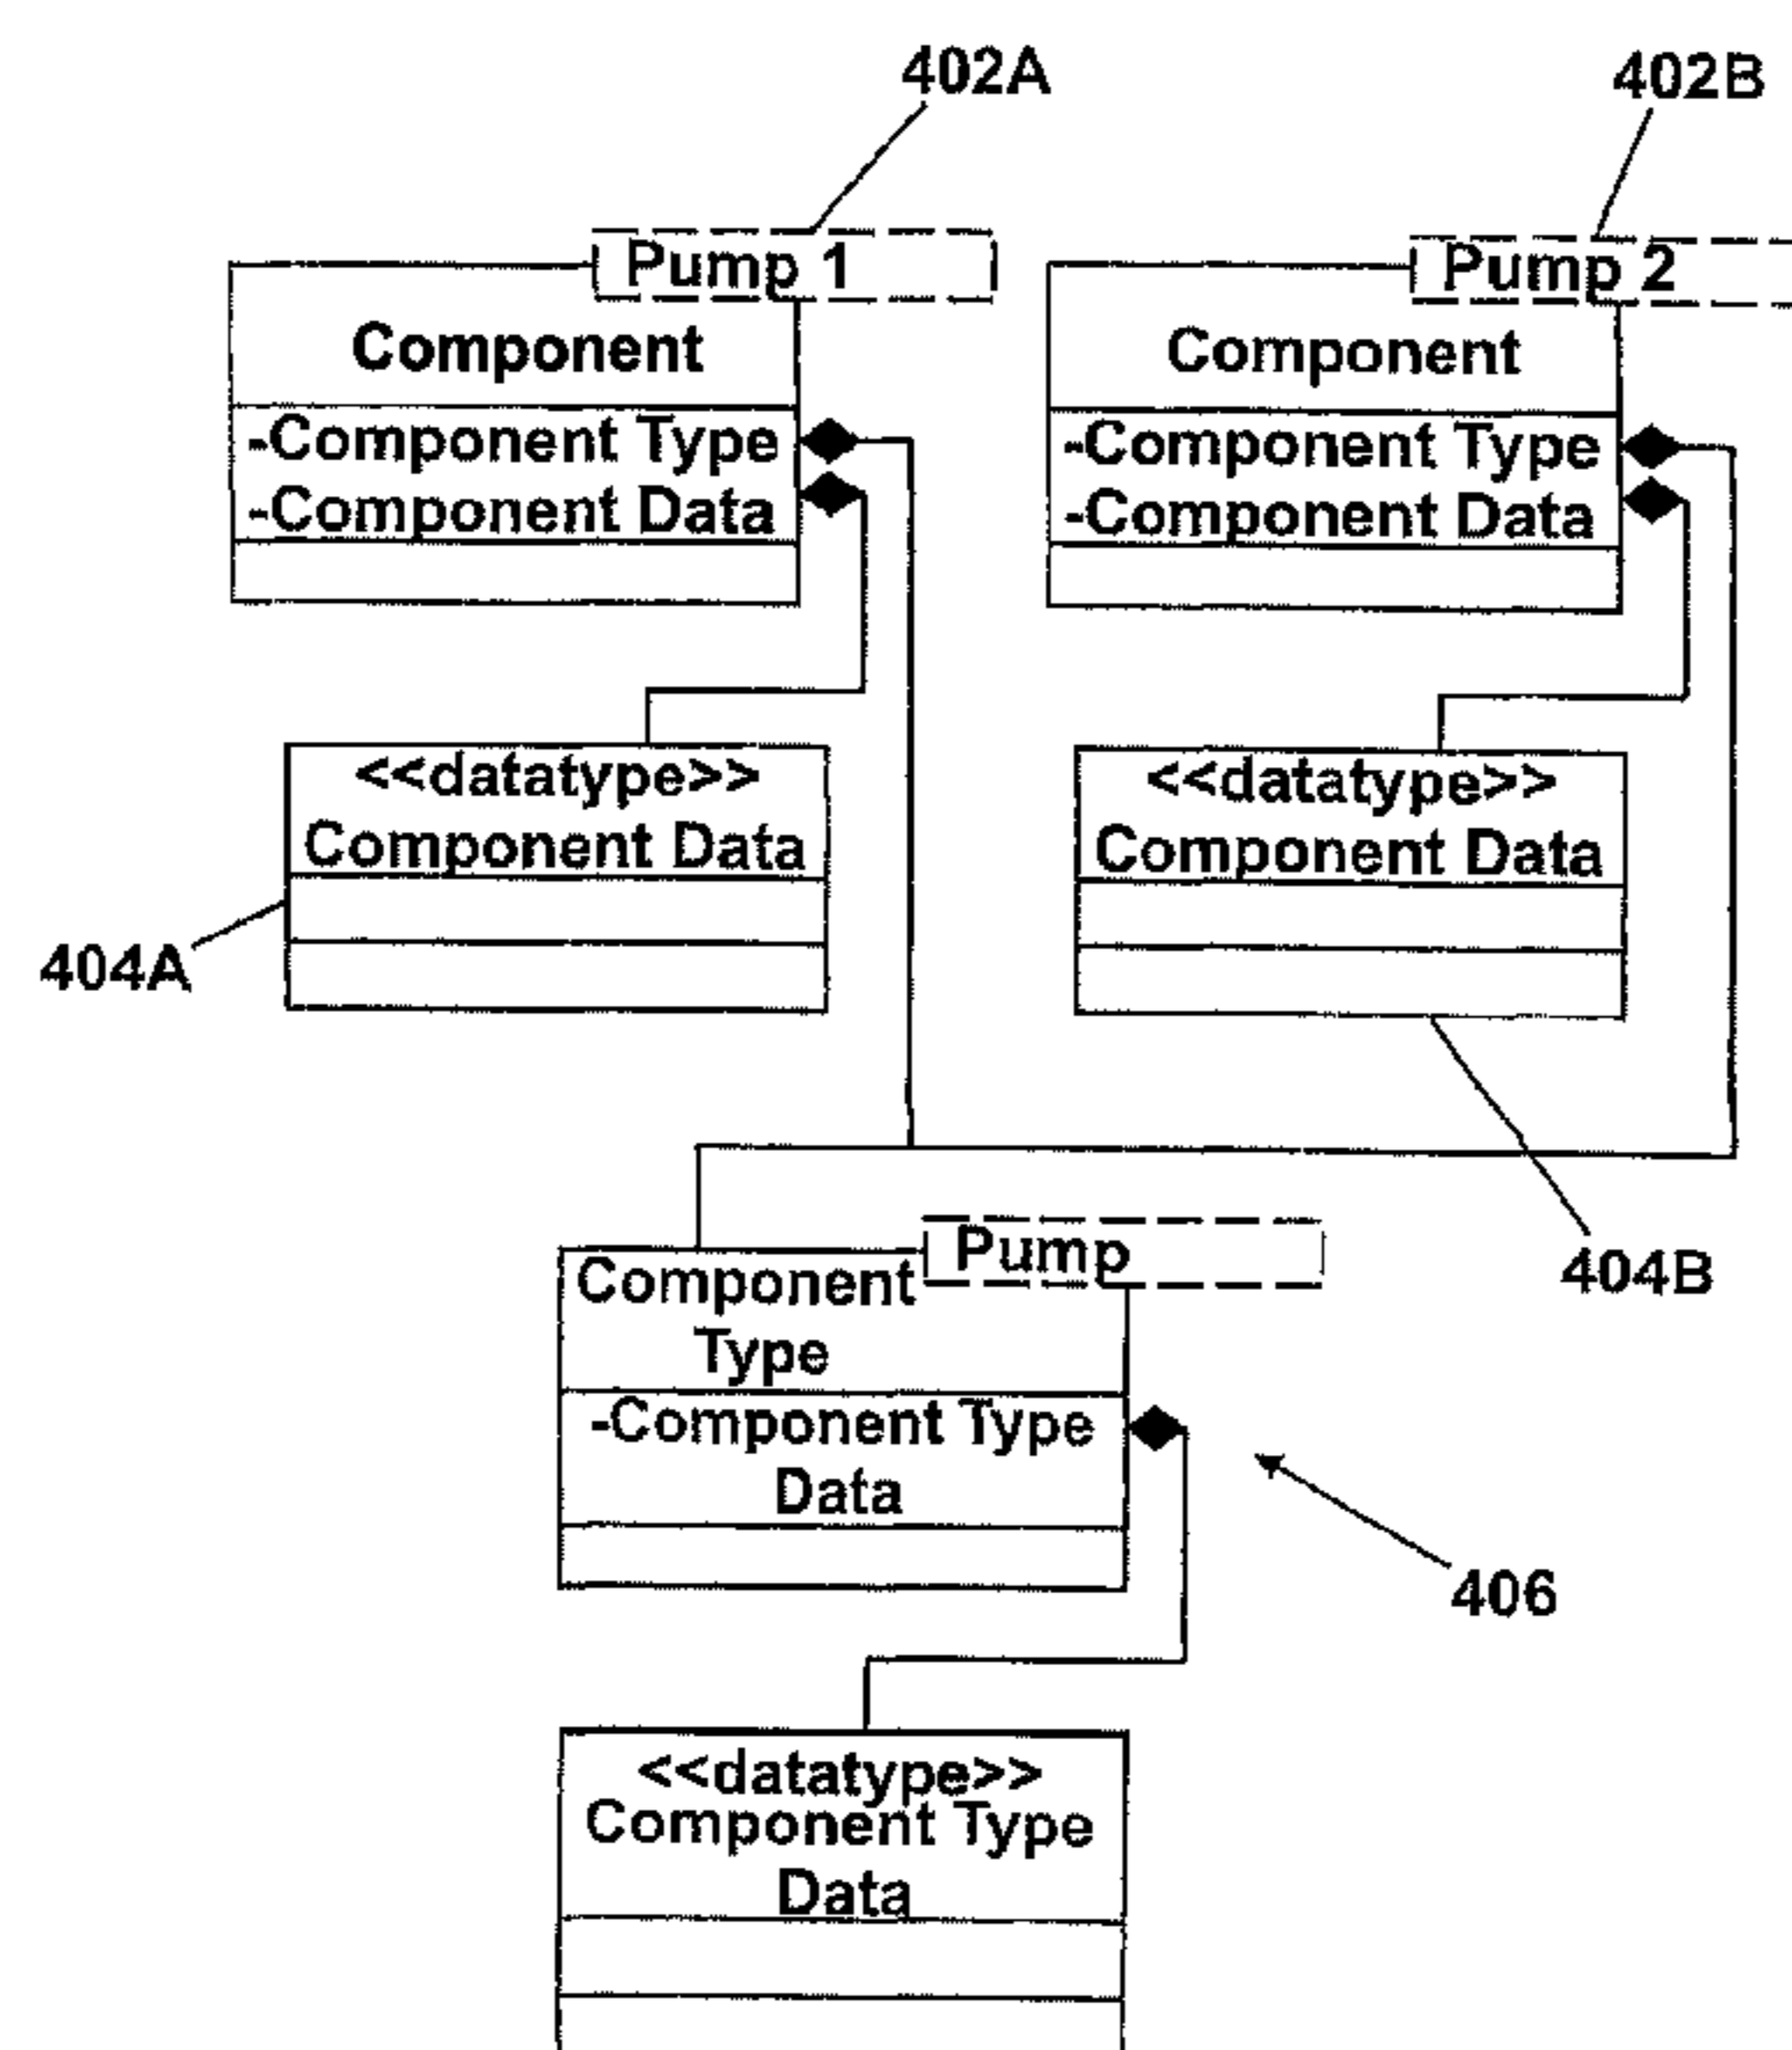 402A
402B
Pump 1
Pump 2
Component
Component
-Component Type
-Component Data
-Component Type
-Component Data
<<datatype>>
Component Data
<<datatype>>
Component Data
404A
404B
Pump
Component
Type
-Component Type
Data
406
<<datatype>>
Component Type
Data